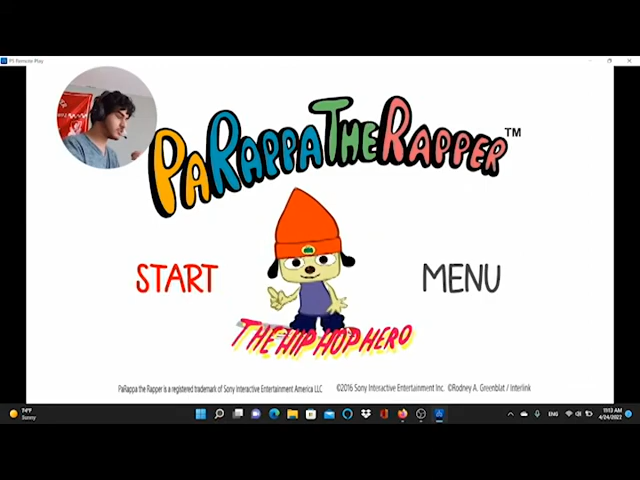 PS Remote Play
PARAPPATHERAPPER™
START
MENU
THE HIP HOP HERO
PaRappa the Rapper is a registered trademark of Sony Interactive Entertainment America LLC
©2016 Sony Interactive Entertainment Inc. ©Rodney A. Greenblat / Interlink
74°F
Sunny
ENG
11:13 AM
4/24/2022